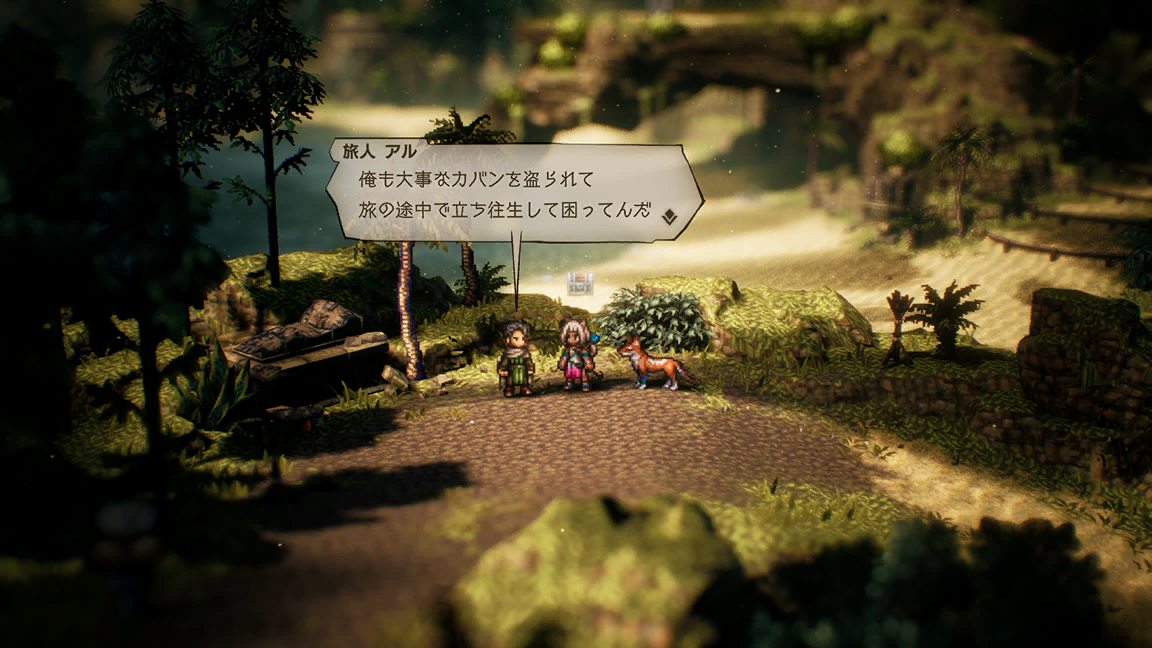 旅人 アル
俺も大事なカバンを盗られて
旅の途中で立ち往生して困ってんだ